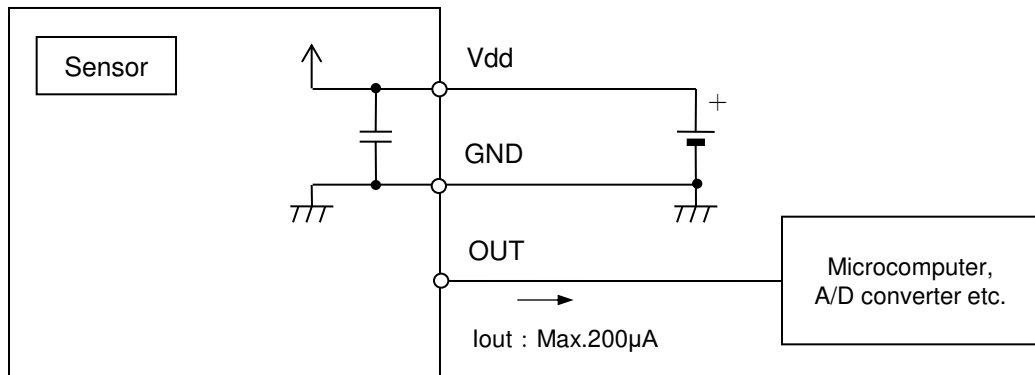 Sensor
Vdd
+
GND
OUT
Microcomputer,
A/D converter etc.
Iout : Max.200µA